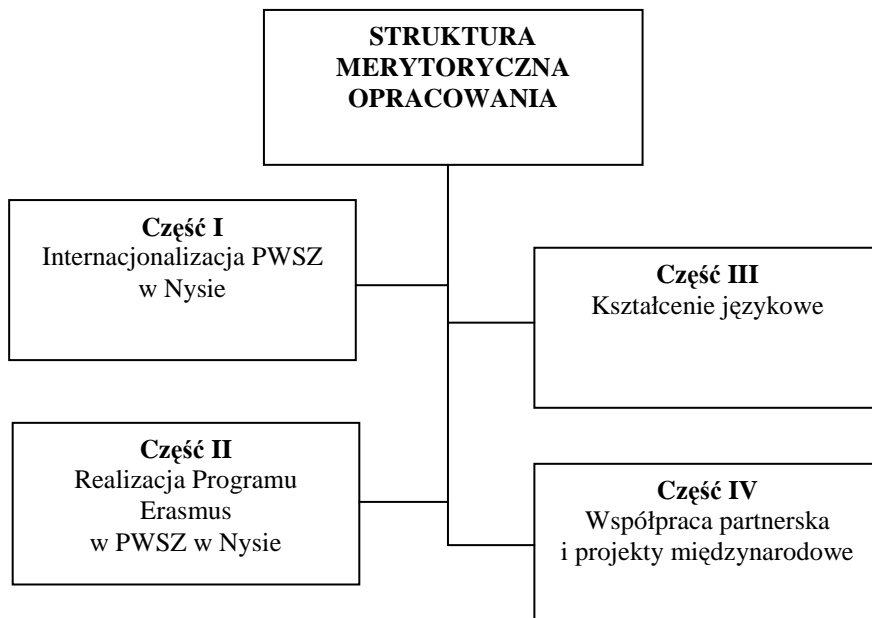 STRUKTURA
MERYTORYCZNA
OPRACOWANIA
Część I
Internacjonalizacja PWSZ
w Nysie
Część II
Realizacja Programu
Erasmus
w PWSZ w Nysie
Część III
Kształcenie językowe
Część IV
Współpraca partnerska
i projekty międzynarodowe